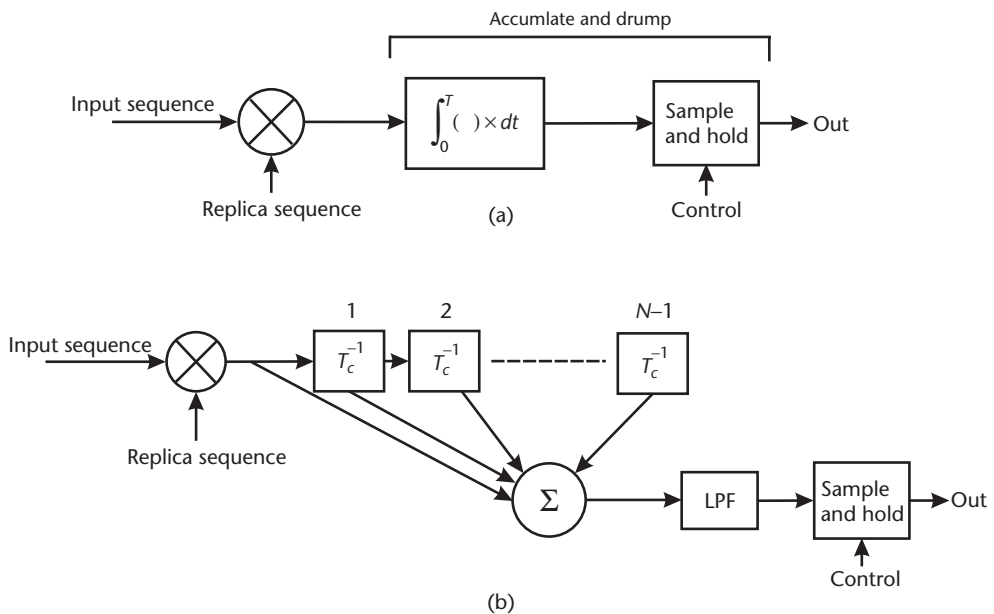 Accumlate and drump
Input sequence
∫₀ᵀ ( ) × dt
Sample
and hold
Out
Replica sequence
Control
(a)
1
2
N–1
Input sequence
T_c^{-1}
T_c^{-1}
T_c^{-1}
Replica sequence
Σ
LPF
Sample
and hold
Out
Control
(b)